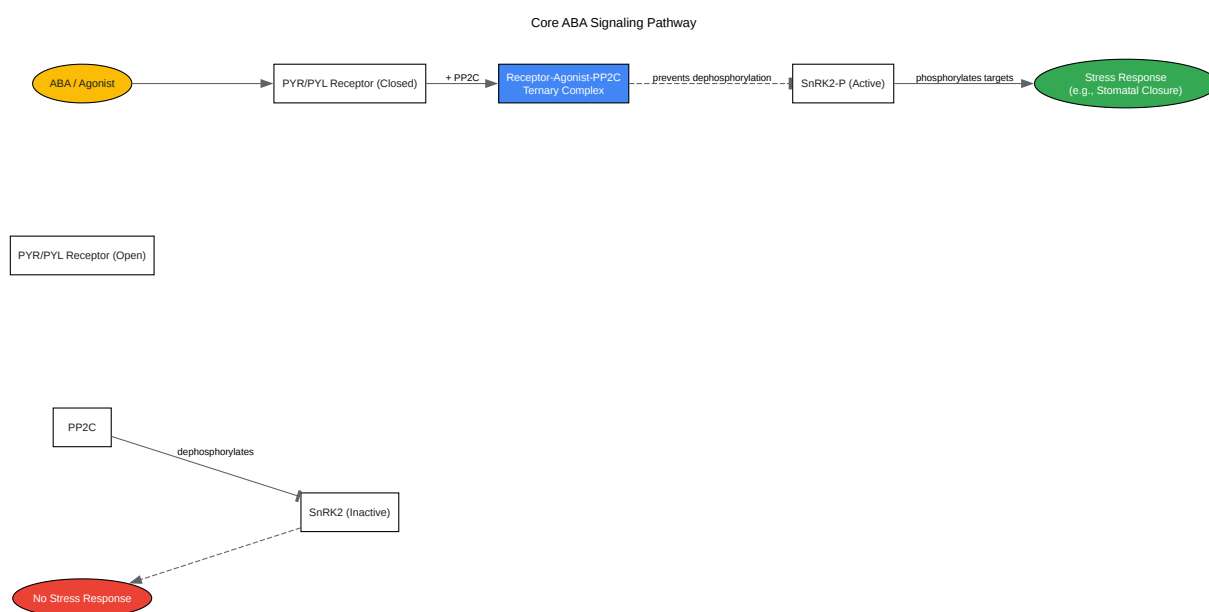 Core ABA Signaling Pathway
ABA / Agonist
PYR/PYL Receptor (Closed)
+ PP2C
Receptor-Agonist-PP2C
Ternary Complex
prevents dephosphorylation
SnRK2-P (Active)
phosphorylates targets
Stress Response
(e.g., Stomatal Closure)
PYR/PYL Receptor (Open)
PP2C
dephosphorylates
SnRK2 (Inactive)
No Stress Response